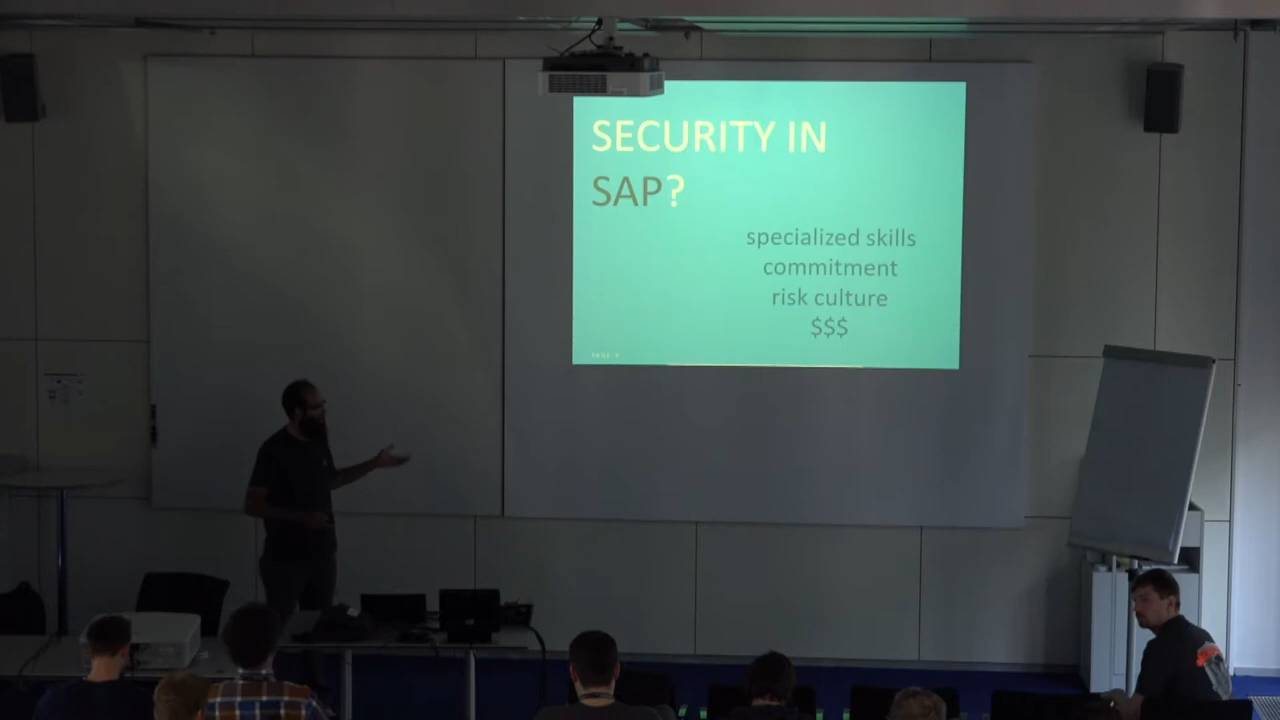 SECURITY IN
SAP?
specialized skills
commitment
risk culture
$$$